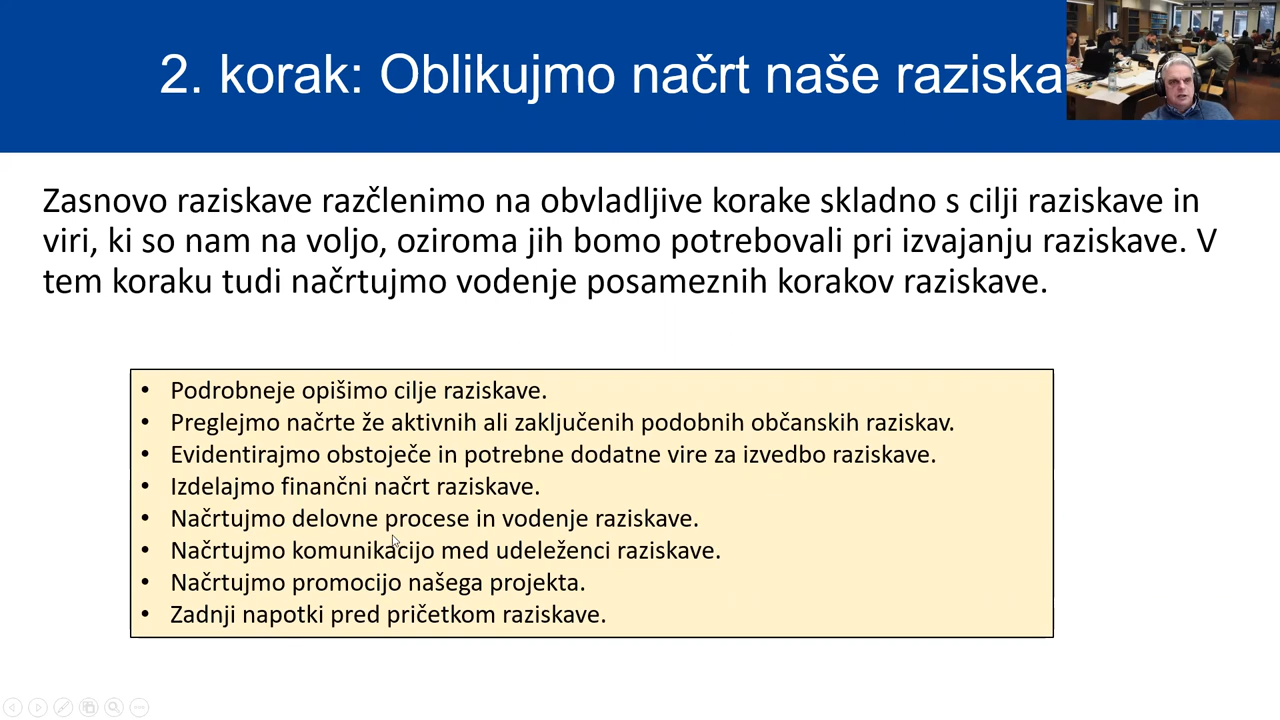 2. korak: Oblikujmo načrt naše raziska
Zasnovo raziskave razčlenimo na obvladljive korake skladno s cilji raziskave in
viri, ki so nam na voljo, oziroma jih bomo potrebovali pri izvajanju raziskave. V
tem koraku tudi načrtujmo vodenje posameznih korakov raziskave.
• Podrobneje opišimo cilje raziskave.
• Preglejmo načrte že aktivnih ali zaključenih podobnih občanskih raziskav.
• Evidentirajmo obstoječe in potrebne dodatne vire za izvedbo raziskave.
• Izdelajmo finančni načrt raziskave.
• Načrtujmo delovne procese in vodenje raziskave.
• Načrtujmo komunikacijo med udeleženci raziskave.
• Načrtujmo promocijo našega projekta.
• Zadnji napotki pred pričetkom raziskave.